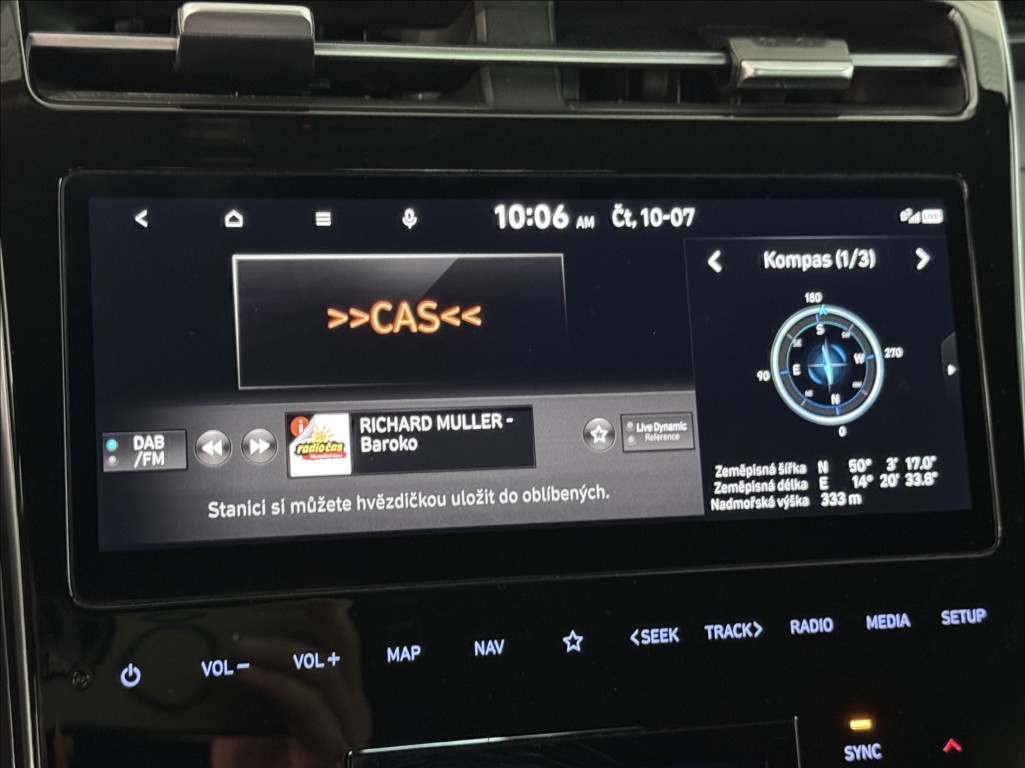 10:06 AM Čt, 10-07
LIVE
Kompas (1/3)
>>CAS<<
180
S
W
270
E
90
N
0
DAB
/FM
i
radiočas
RICHARD MULLER -
Baroko
Live Dynamic
Reference
Stanici si můžete hvězdičkou uložit do oblíbených.
Zeměpisná šířka N 50° 3' 17.0"
Zeměpisná délka E 14° 20' 33.8"
Nadmořská výška 333 m
VOL−
VOL+
MAP
NAV
<SEEK
TRACK>
RADIO
MEDIA
SETUP
SYNC